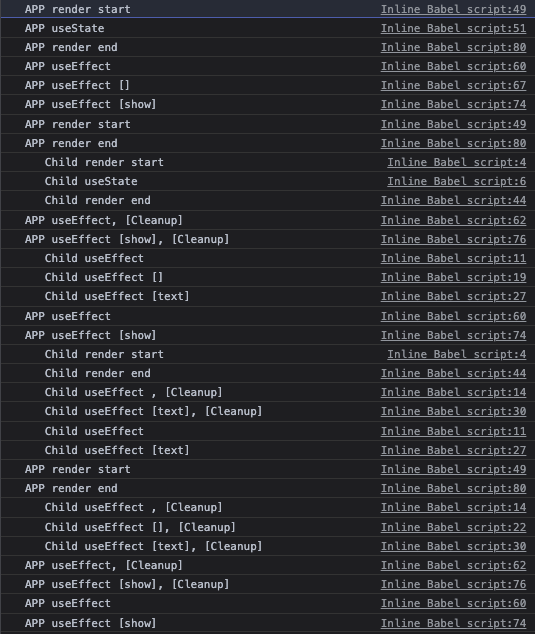 APP render start Inline Babel script:49
APP useState Inline Babel script:51
APP render end Inline Babel script:80
APP useEffect Inline Babel script:60
APP useEffect [] Inline Babel script:67
APP useEffect [show] Inline Babel script:74
APP render start Inline Babel script:49
APP render end Inline Babel script:80
Child render start Inline Babel script:4
Child useState Inline Babel script:6
Child render end Inline Babel script:44
APP useEffect, [Cleanup] Inline Babel script:62
APP useEffect [show], [Cleanup] Inline Babel script:76
Child useEffect Inline Babel script:11
Child useEffect [] Inline Babel script:19
Child useEffect [text] Inline Babel script:27
APP useEffect Inline Babel script:60
APP useEffect [show] Inline Babel script:74
Child render start Inline Babel script:4
Child render end Inline Babel script:44
Child useEffect , [Cleanup] Inline Babel script:14
Child useEffect [text], [Cleanup] Inline Babel script:30
Child useEffect Inline Babel script:11
Child useEffect [text] Inline Babel script:27
APP render start Inline Babel script:49
APP render end Inline Babel script:80
Child useEffect , [Cleanup] Inline Babel script:14
Child useEffect [], [Cleanup] Inline Babel script:22
Child useEffect [text], [Cleanup] Inline Babel script:30
APP useEffect, [Cleanup] Inline Babel script:62
APP useEffect [show], [Cleanup] Inline Babel script:76
APP useEffect Inline Babel script:60
APP useEffect [show] Inline Babel script:74